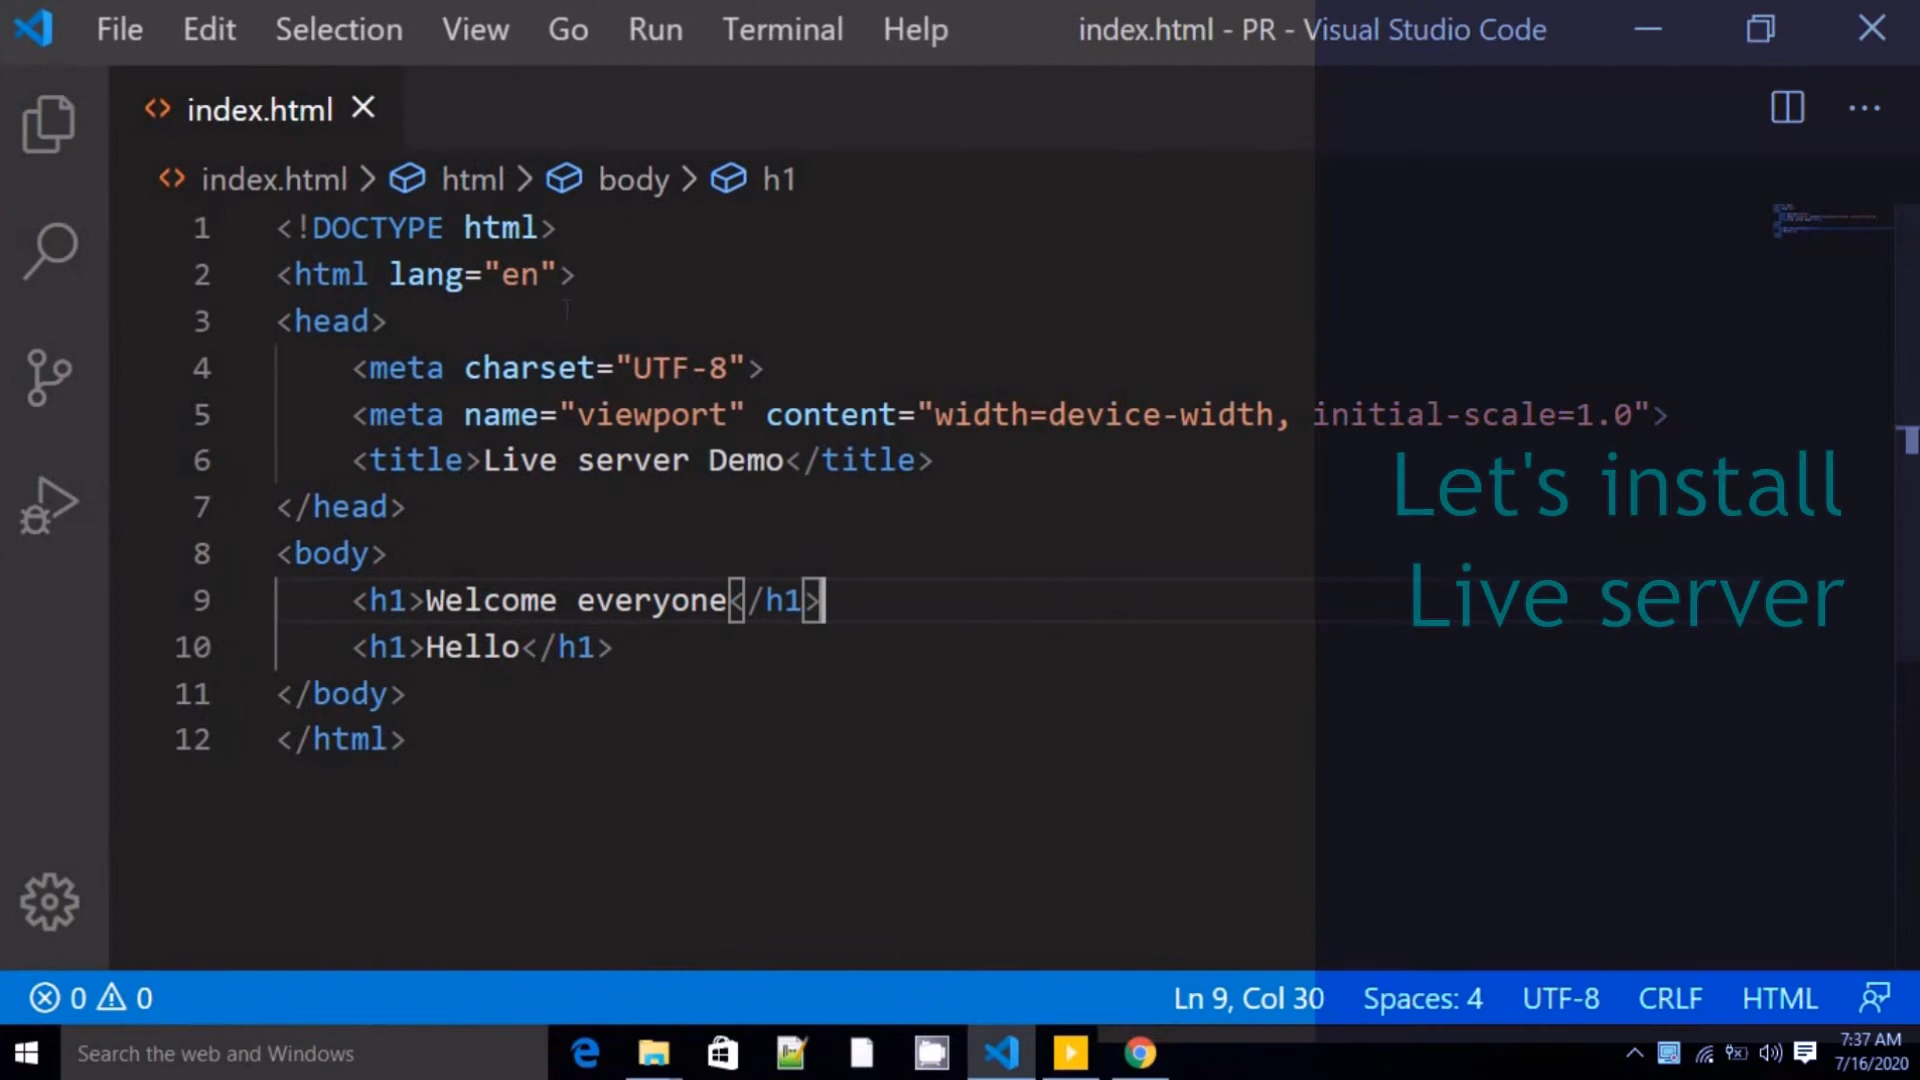 File Edit Selection View Go Run Terminal Help index.html - PR - Visual Studio Code
index.html
index.html > html > body > h1
1 <!DOCTYPE html>
2 <html lang="en">
3 <head>
4 <meta charset="UTF-8">
5 <meta name="viewport" content="width=device-width, initial-scale=1.0">
6 <title>Live server Demo</title>
7 </head>
8 <body>
9 <h1>Welcome everyone</h1>
10 <h1>Hello</h1>
11 </body>
12 </html>
Let's install
Live server
0 0 Ln 9, Col 30 Spaces: 4 UTF-8 CRLF HTML
Search the web and Windows
7:37 AM
7/16/2020